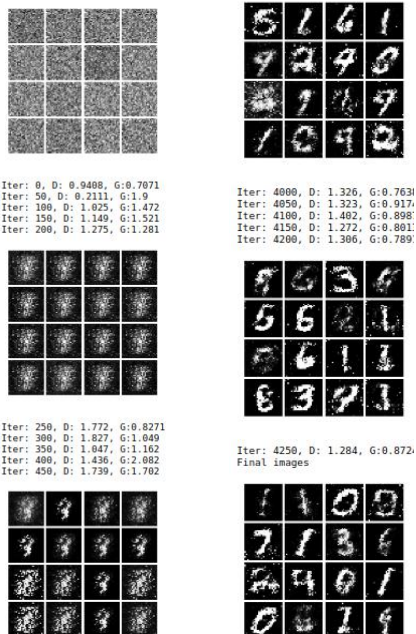 Iter: 0, D: 0.9408, G:0.7071
Iter: 50, D: 0.2111, G:1.9
Iter: 100, D: 1.025, G:1.472
Iter: 150, D: 1.149, G:1.521
Iter: 200, D: 1.275, G:1.281
Iter: 250, D: 1.772, G:0.8271
Iter: 300, D: 1.827, G:1.049
Iter: 350, D: 1.047, G:1.162
Iter: 400, D: 1.436, G:2.082
Iter: 450, D: 1.739, G:1.702
Iter: 4000, D: 1.326, G:0.7638
Iter: 4050, D: 1.323, G:0.9174
Iter: 4100, D: 1.402, G:0.898
Iter: 4150, D: 1.272, G:0.801
Iter: 4200, D: 1.306, G:0.789
Iter: 4250, D: 1.284, G:0.8724
Final images